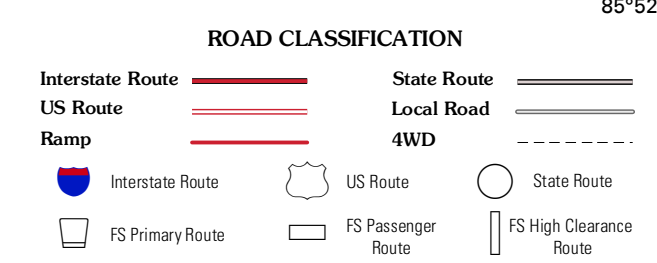 85°52
ROAD CLASSIFICATION
Interstate Route State Route
US Route Local Road
Ramp 4WD
Interstate Route US Route State Route
FS Primary Route FS Passenger Route FS High Clearance Route